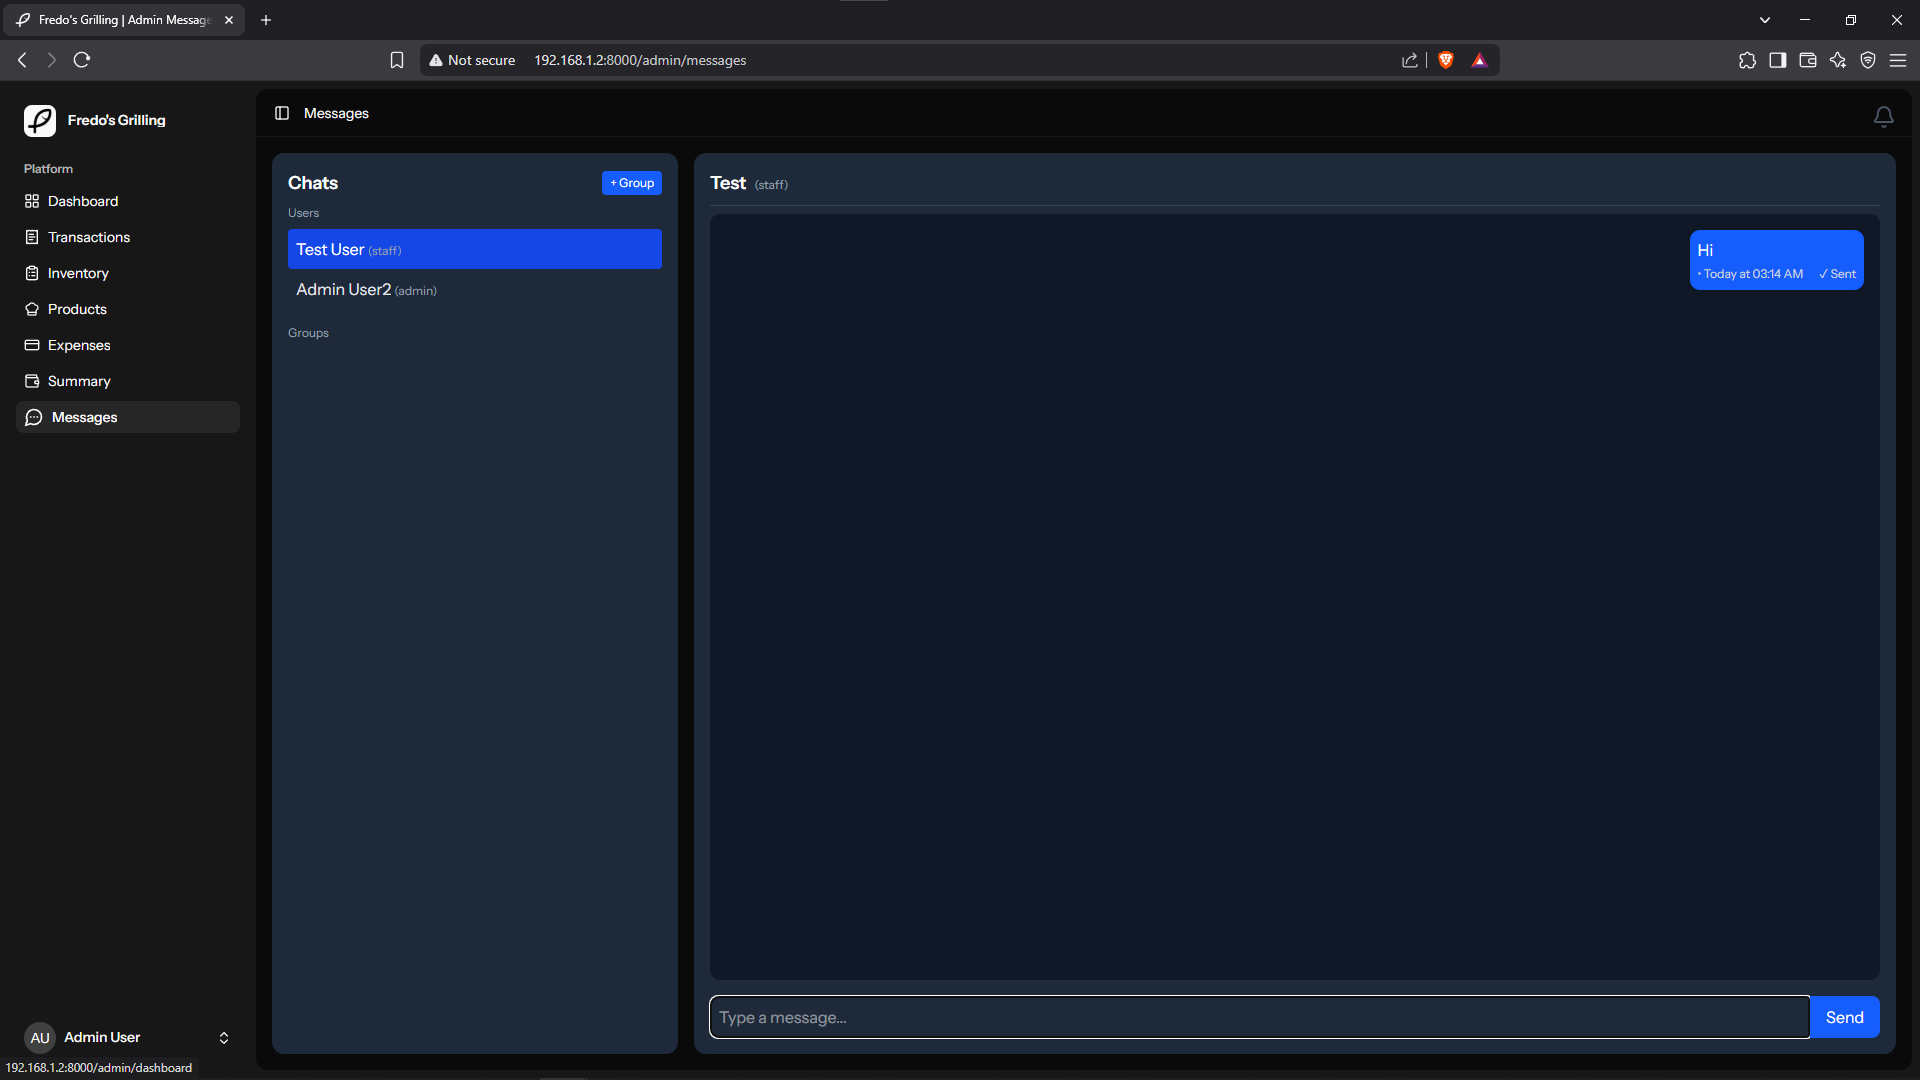 Fredo's Grilling | Admin Messag
Not secure 192.168.1.2:8000/admin/messages
Fredo's Grilling
Platform
Dashboard
Transactions
Inventory
Products
Expenses
Summary
Messages
AU Admin User
192.168.1.2:8000/admin/dashboard
Messages
Chats
+ Group
Users
Test User (staff)
Admin User2 (admin)
Groups
Test (staff)
Hi
• Today at 03:14 AM ✓ Sent
Type a message...
Send